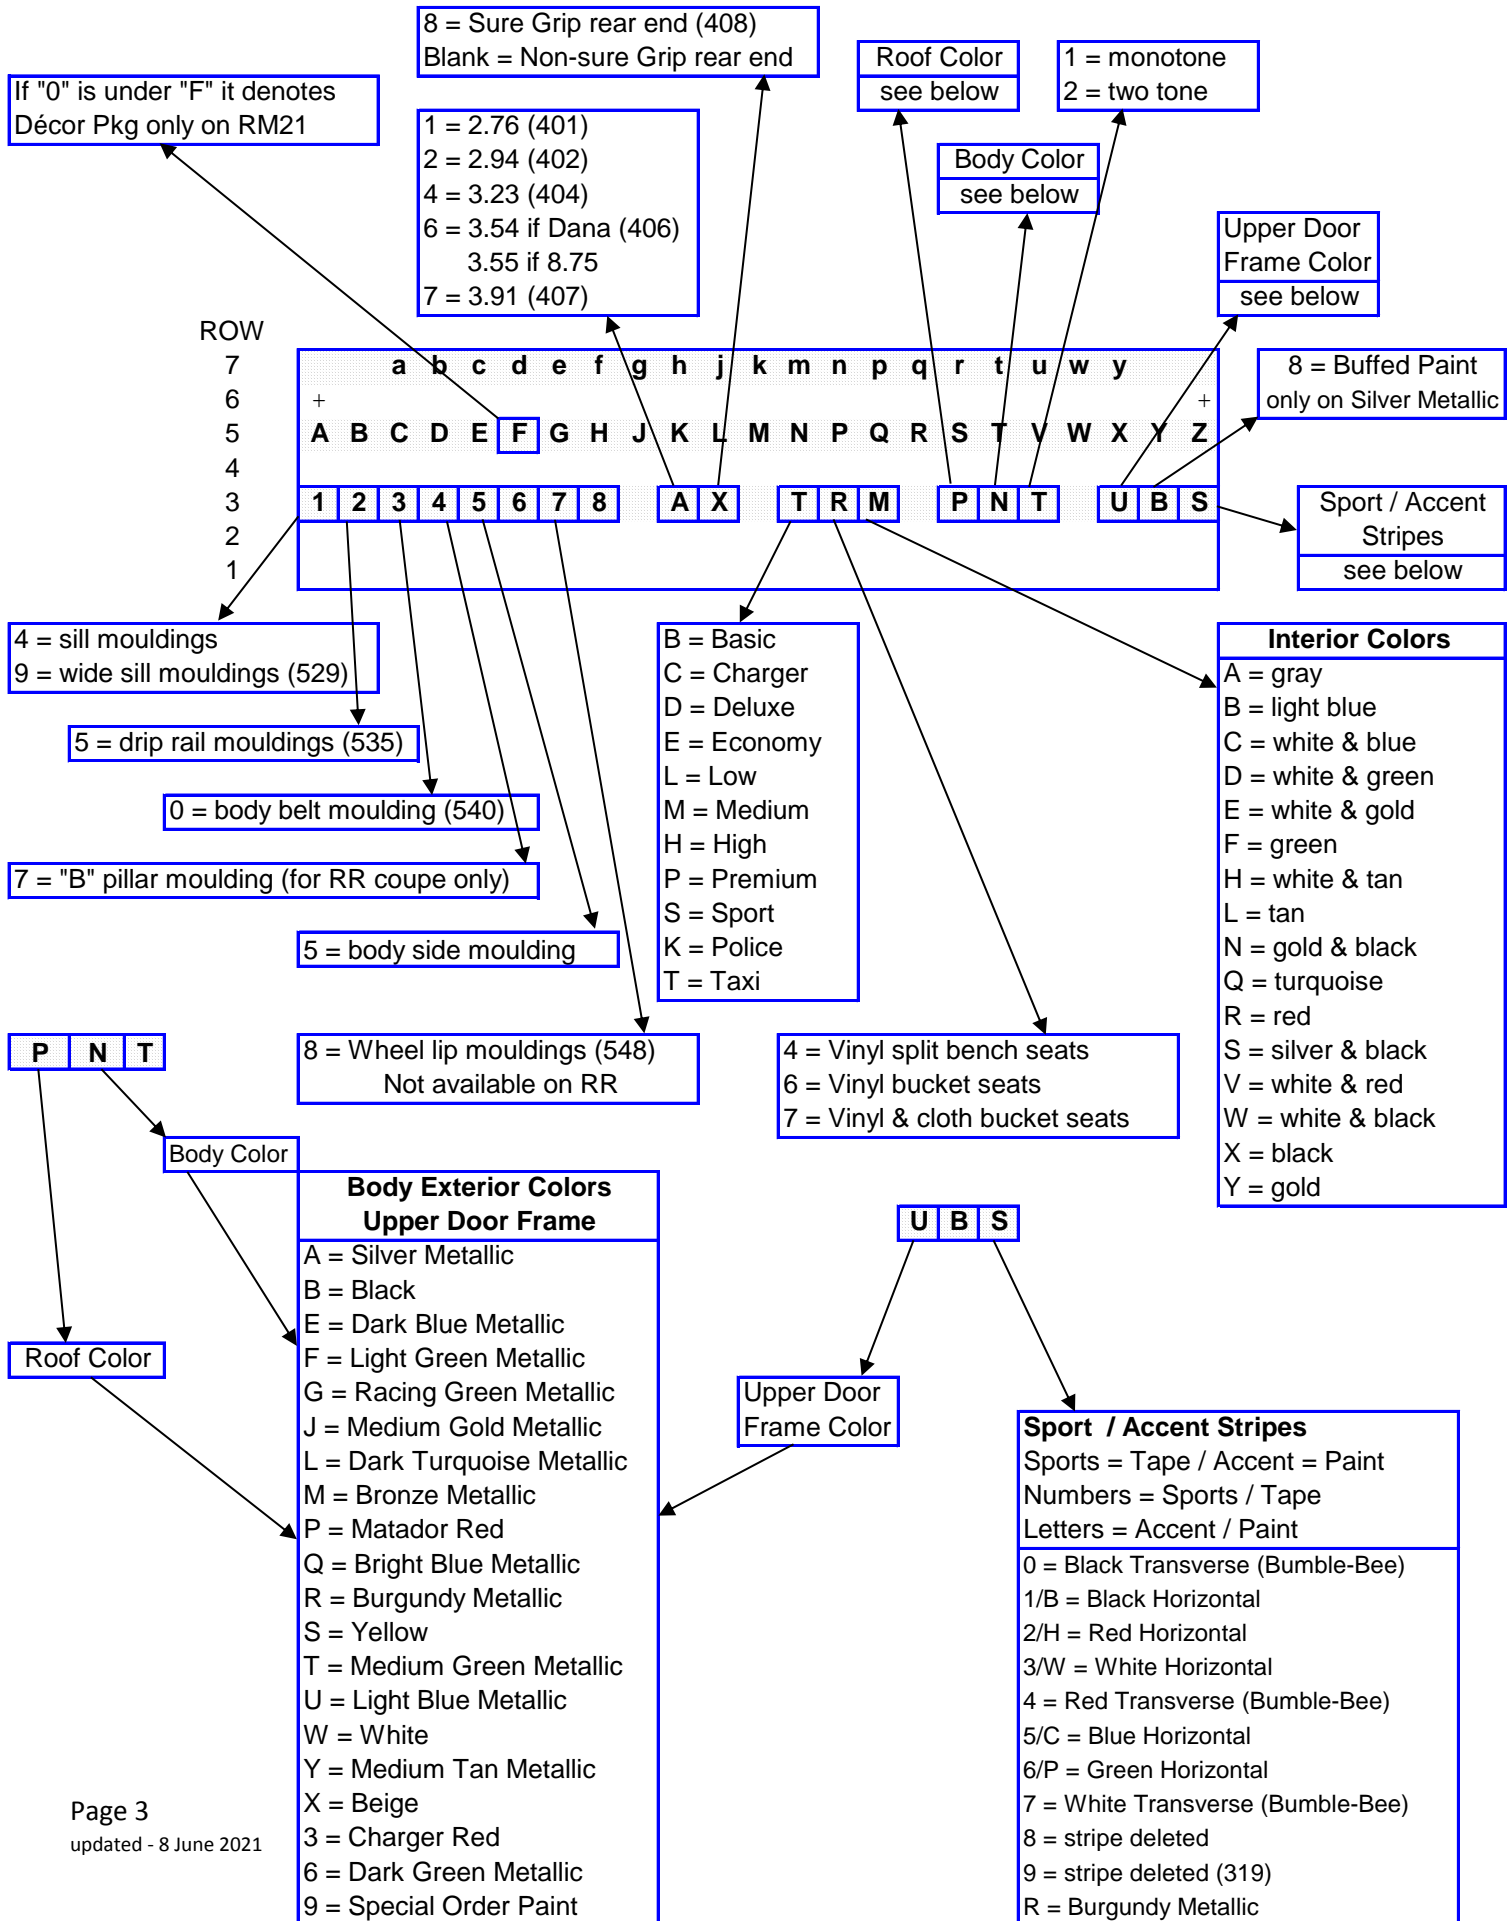 8 = Sure Grip rear end (408)
Blank = Non-sure Grip rear end
Roof Color
see below
1 = monotone
2 = two tone
If "0" is under "F" it denotes
Décor Pkg only on RM21
1 = 2.76 (401)
2 = 2.94 (402)
4 = 3.23 (404)
6 = 3.54 if Dana (406)
3.55 if 8.75
7 = 3.91 (407)
Body Color
see below
Upper Door
Frame Color
see below
8 = Buffed Paint
only on Silver Metallic
ROW
7 a b c d e f g h j k m n p q r t u w y
6 + +
5 A B C D E F G H J K L M N P Q R S T V W X Y Z
4
3 1 2 3 4 5 6 7 8 A X T R M P N T U B S
2
1
Sport / Accent
Stripes
see below
4 = sill mouldings
9 = wide sill mouldings (529)
5 = drip rail mouldings (535)
0 = body belt moulding (540)
7 = "B" pillar moulding (for RR coupe only)
5 = body side moulding
8 = Wheel lip mouldings (548)
Not available on RR
B = Basic
C = Charger
D = Deluxe
E = Economy
L = Low
M = Medium
H = High
P = Premium
S = Sport
K = Police
T = Taxi
4 = Vinyl split bench seats
6 = Vinyl bucket seats
7 = Vinyl & cloth bucket seats
Interior Colors
A = gray
B = light blue
C = white & blue
D = white & green
E = white & gold
F = green
H = white & tan
L = tan
N = gold & black
Q = turquoise
R = red
S = silver & black
V = white & red
W = white & black
X = black
Y = gold
P N T
Body Color
Roof Color
Body Exterior Colors
Upper Door Frame
A = Silver Metallic
B = Black
E = Dark Blue Metallic
F = Light Green Metallic
G = Racing Green Metallic
J = Medium Gold Metallic
L = Dark Turquoise Metallic
M = Bronze Metallic
P = Matador Red
Q = Bright Blue Metallic
R = Burgundy Metallic
S = Yellow
T = Medium Green Metallic
U = Light Blue Metallic
W = White
Y = Medium Tan Metallic
X = Beige
3 = Charger Red
6 = Dark Green Metallic
9 = Special Order Paint
U B S
Upper Door
Frame Color
Sport / Accent Stripes
Sports = Tape / Accent = Paint
Numbers = Sports / Tape
Letters = Accent / Paint
0 = Black Transverse (Bumble-Bee)
1/B = Black Horizontal
2/H = Red Horizontal
3/W = White Horizontal
4 = Red Transverse (Bumble-Bee)
5/C = Blue Horizontal
6/P = Green Horizontal
7 = White Transverse (Bumble-Bee)
8 = stripe deleted
9 = stripe deleted (319)
R = Burgundy Metallic
Page 3
updated - 8 June 2021